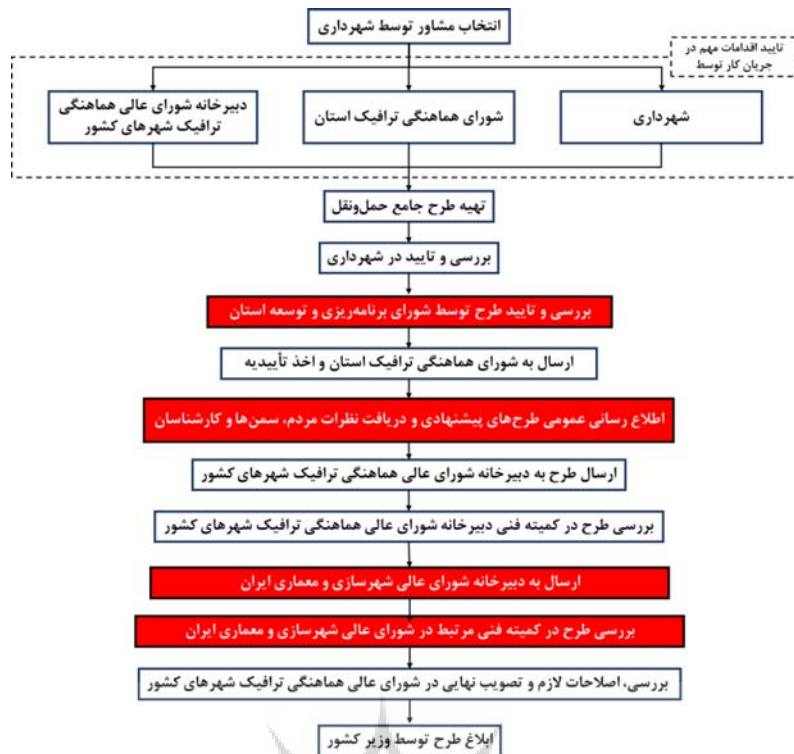 انتخاب مشاور توسط شهرداری
تایید اقدامات مهم در
جریان کار توسط
شهرداری
شورای هماهنگی ترافیک استان
دبیرخانه شورای عالی هماهنگی
ترافیک شهرهای کشور
تهیه طرح جامع حمل‌ونقل
بررسی و تایید در شهرداری
بررسی و تایید طرح توسط شورای برنامه‌ریزی و توسعه استان
ارسال به شورای هماهنگی ترافیک استان و اخذ تأییدیه
اطلاع رسانی عمومی طرح‌های پیشنهادی و دریافت نظرات مردم، سمن‌ها و کارشناسان
ارسال طرح به دبیرخانه شورای عالی هماهنگی ترافیک شهرهای کشور
بررسی طرح در کمیته فنی دبیرخانه شورای عالی هماهنگی ترافیک شهرهای کشور
ارسال به دبیرخانه شورای عالی شهرسازی و معماری ایران
بررسی طرح در کمیته فنی مرتبط در شورای عالی شهرسازی و معماری ایران
بررسی، اصلاحات لازم و تصویب نهایی در شورای عالی هماهنگی ترافیک شهرهای کشور
ابلاغ طرح توسط وزیر کشور